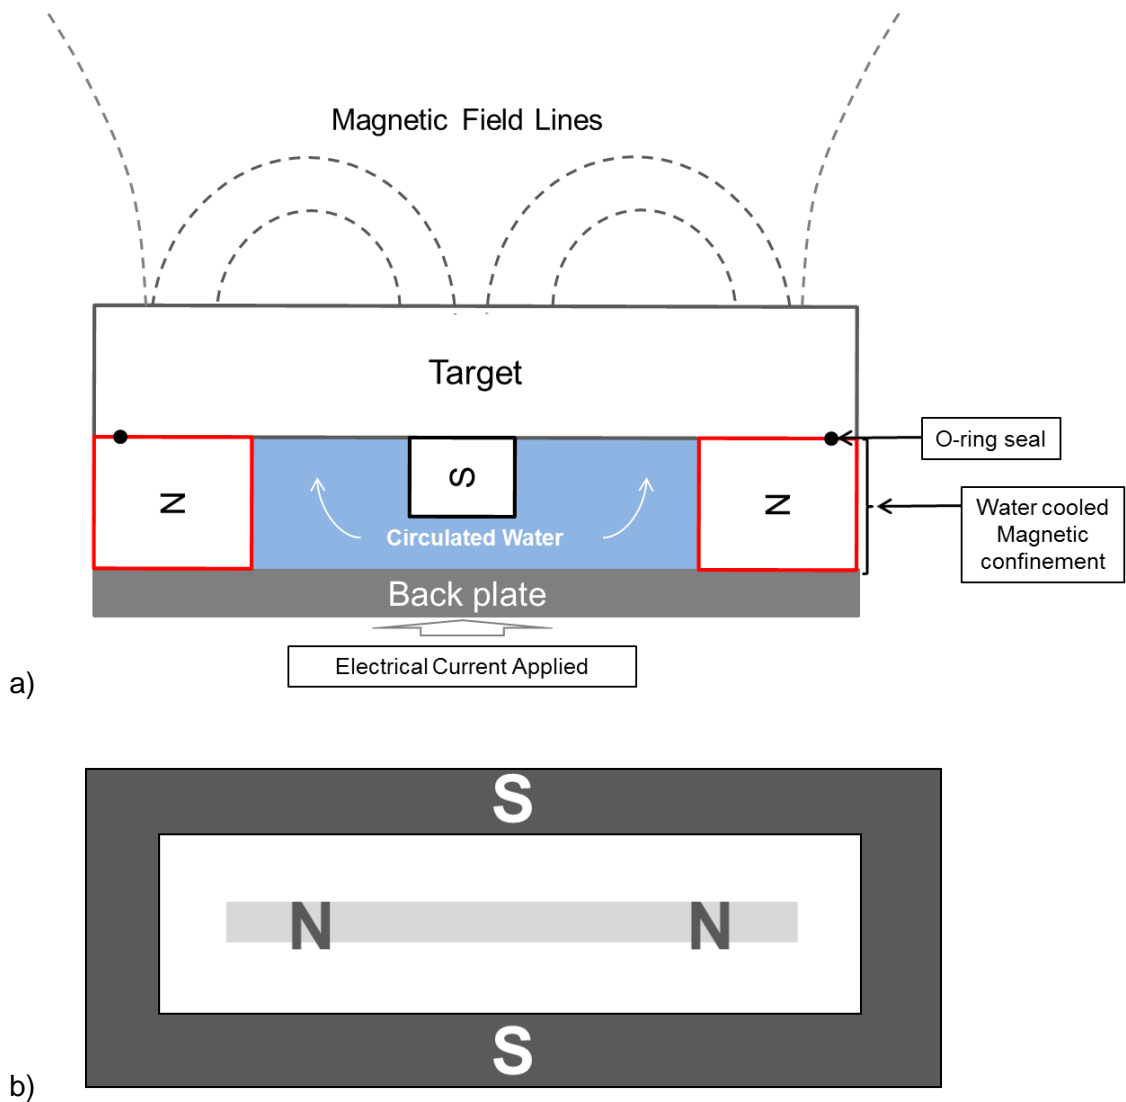 Magnetic Field Lines
Target
O-ring seal
N
S
N
Water cooled
Magnetic
confinement
Circulated Water
Back plate
Electrical Current Applied
a)
S
N N
S
b)